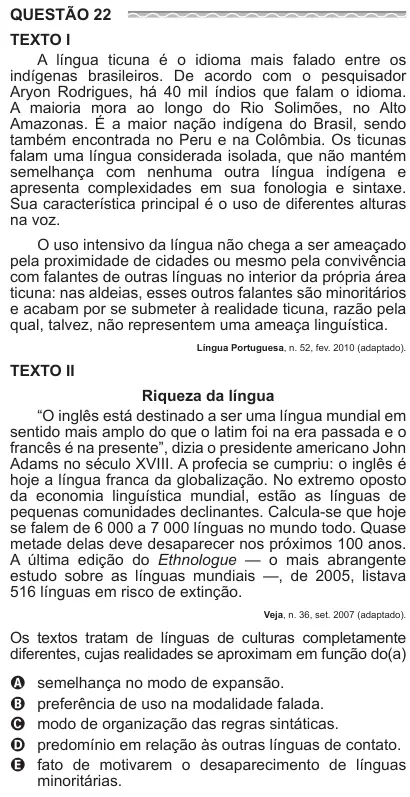 QUESTÃO 22
TEXTO I
A língua ticuna é o idioma mais falado entre os
indígenas brasileiros. De acordo com o pesquisador
Aryon Rodrigues, há 40 mil índios que falam o idioma.
A maioria mora ao longo do Rio Solimões, no Alto
Amazonas. É a maior nação indígena do Brasil, sendo
também encontrada no Peru e na Colômbia. Os ticunas
falam uma língua considerada isolada, que não mantém
semelhança com nenhuma outra língua indígena e
apresenta complexidades em sua fonologia e sintaxe.
Sua característica principal é o uso de diferentes alturas
na voz.
O uso intensivo da língua não chega a ser ameaçado
pela proximidade de cidades ou mesmo pela convivência
com falantes de outras línguas no interior da própria área
ticuna: nas aldeias, esses outros falantes são minoritários
e acabam por se submeter à realidade ticuna, razão pela
qual, talvez, não representem uma ameaça linguística.
Língua Portuguesa, n. 52, fev. 2010 (adaptado).
TEXTO II
Riqueza da língua
“O inglês está destinado a ser uma língua mundial em
sentido mais amplo do que o latim foi na era passada e o
francês é na presente”, dizia o presidente americano John
Adams no século XVIII. A profecia se cumpriu: o inglês é
hoje a língua franca da globalização. No extremo oposto
da economia linguística mundial, estão as línguas de
pequenas comunidades declinantes. Calcula-se que hoje
se falem de 6 000 a 7 000 línguas no mundo todo. Quase
metade delas deve desaparecer nos próximos 100 anos.
A última edição do Ethnologue — o mais abrangente
estudo sobre as línguas mundiais —, de 2005, listava
516 línguas em risco de extinção.
Veja, n. 36, set. 2007 (adaptado).
Os textos tratam de línguas de culturas completamente
diferentes, cujas realidades se aproximam em função do(a)
A semelhança no modo de expansão.
B preferência de uso na modalidade falada.
C modo de organização das regras sintáticas.
D predomínio em relação às outras línguas de contato.
E fato de motivarem o desaparecimento de línguas
minoritárias.